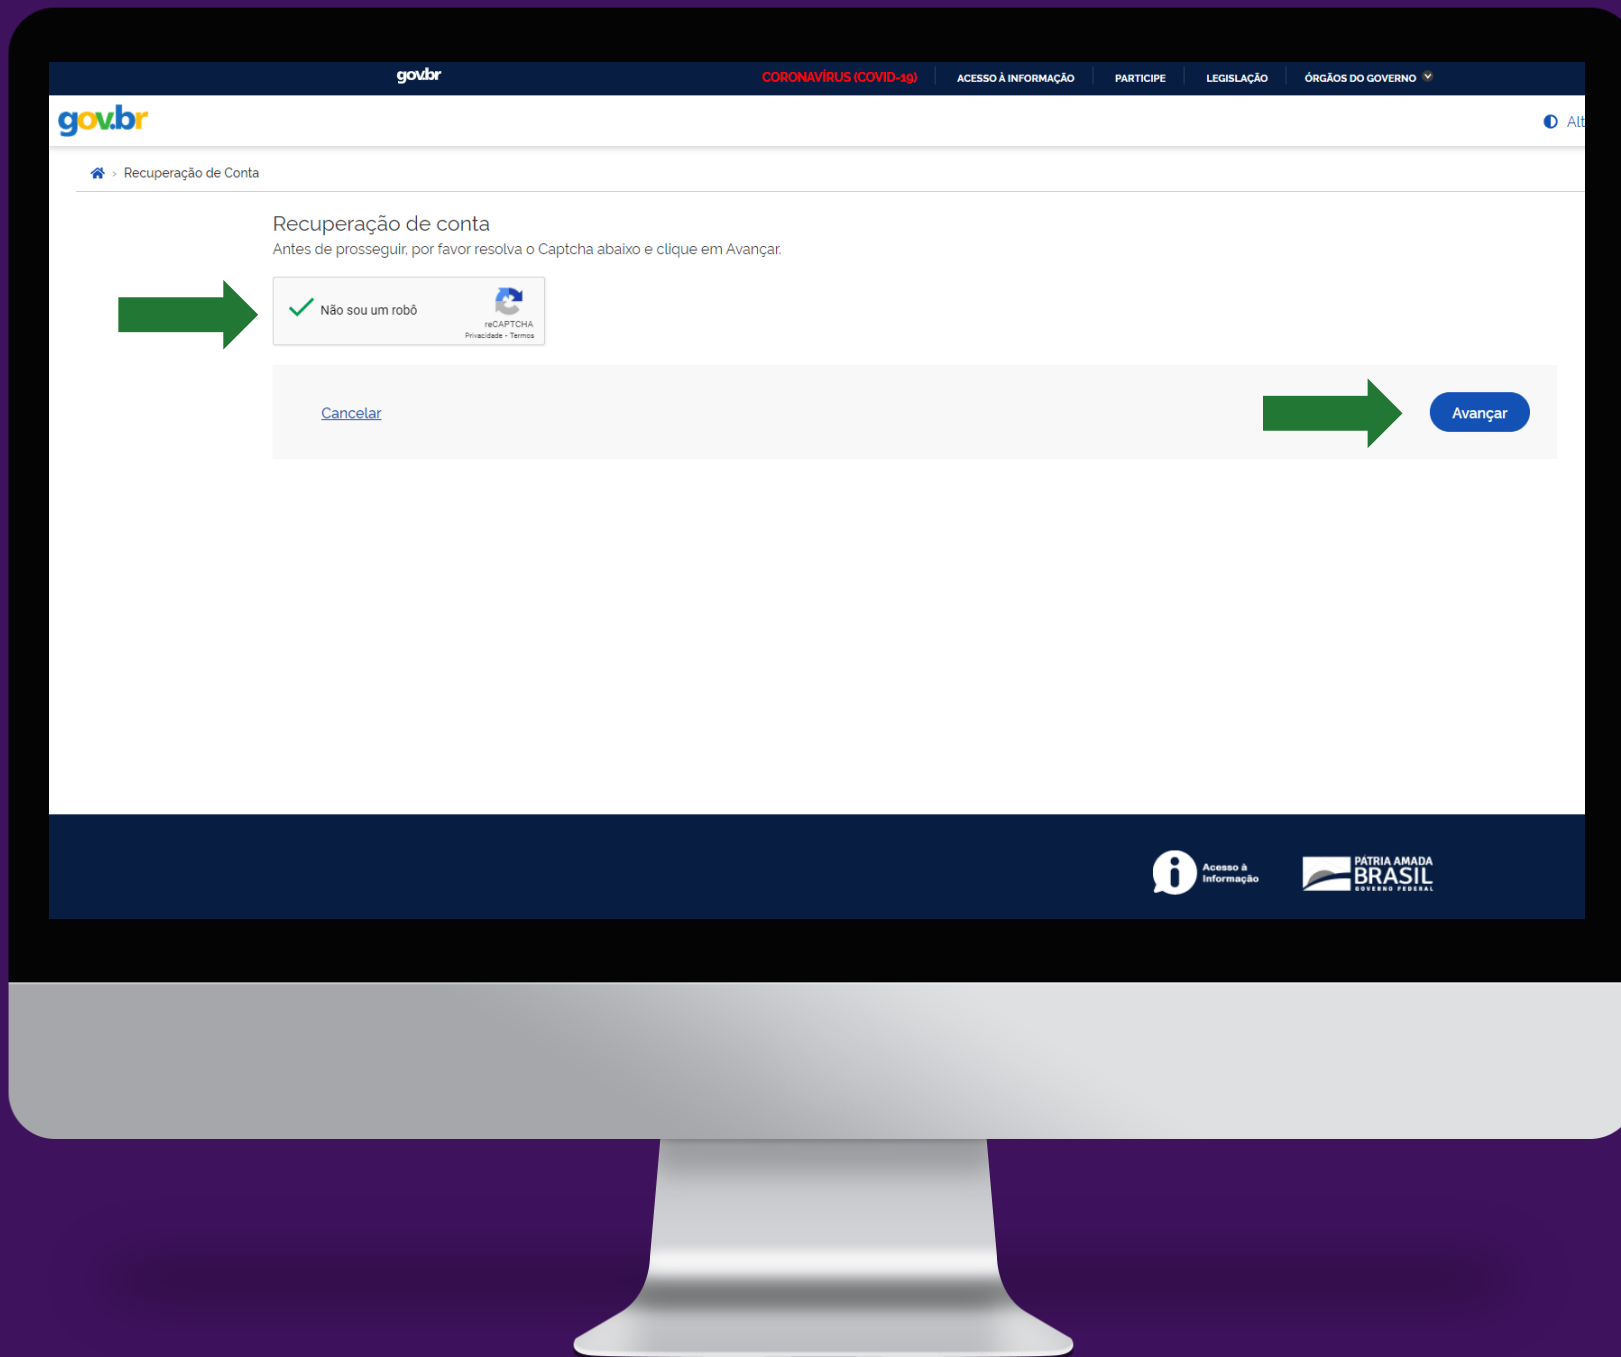 gov.br
CORONAVÍRUS (COVID-19)
ACESSO À INFORMAÇÃO
PARTICIPE
LEGISLAÇÃO
ÓRGÃOS DO GOVERNO
gov.br
Alt
Recuperação de Conta
Recuperação de conta
Antes de prosseguir, por favor resolva o Captcha abaixo e clique em Avançar.
Não sou um robô
reCAPTCHA
Privacidade - Termos
Cancelar
Avançar
Acesso à
Informação
PÁTRIA AMADA
BRASIL
GOVERNO FEDERAL